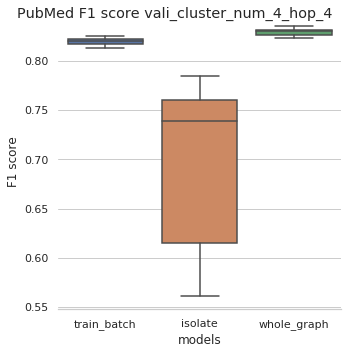 PubMed F1 score vali_cluster_num_4_hop_4
0.80
0.75
0.70
0.65
0.60
0.55
F1 score
train_batch
isolate
whole_graph
models